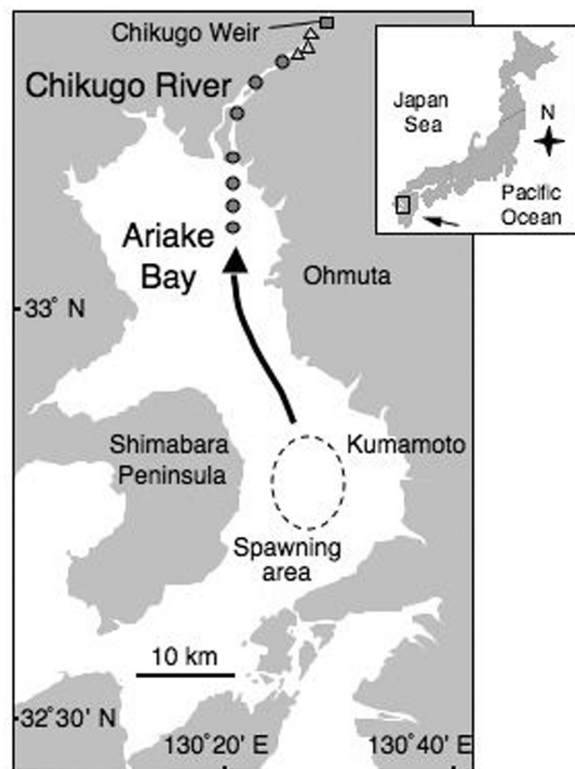 Chikugo Weir
Chikugo River
Ariake
Bay
Ohmuta
33° N
Shimabara
Peninsula
Kumamoto
Spawning
area
10 km
32°30' N
130°20' E
130°40' E
Japan
Sea
N
Pacific
Ocean